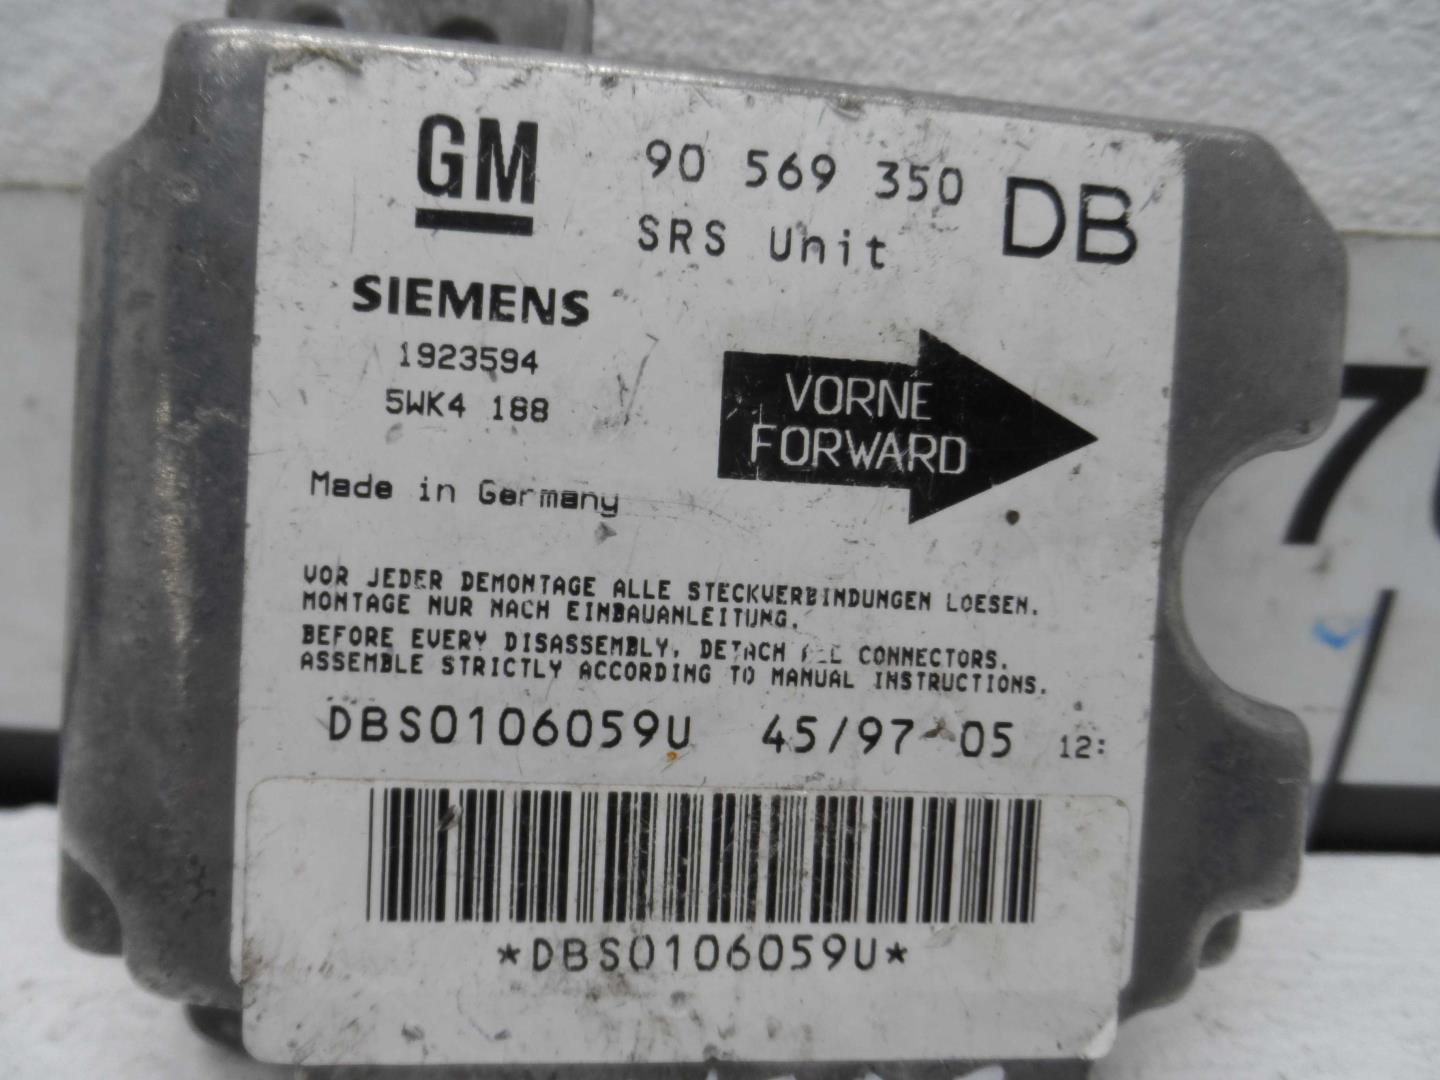 GM
90 569 350
DB
SRS Unit
SIEMENS
1923594
5WK4 188
VORNE
FORWARD
Made in Germany
VOR JEDER DEMONTAGE ALLE STECKVERBINDUNGEN LOESEN.
MONTAGE NUR NACH EINBAUANLEITUNG.
BEFORE EVERY DISASSEMBLY, DETACH ALL CONNECTORS.
ASSEMBLE STRICTLY ACCORDING TO MANUAL INSTRUCTIONS.
DBS0106059U 45/97-05 12:
*DBS0106059U*
7